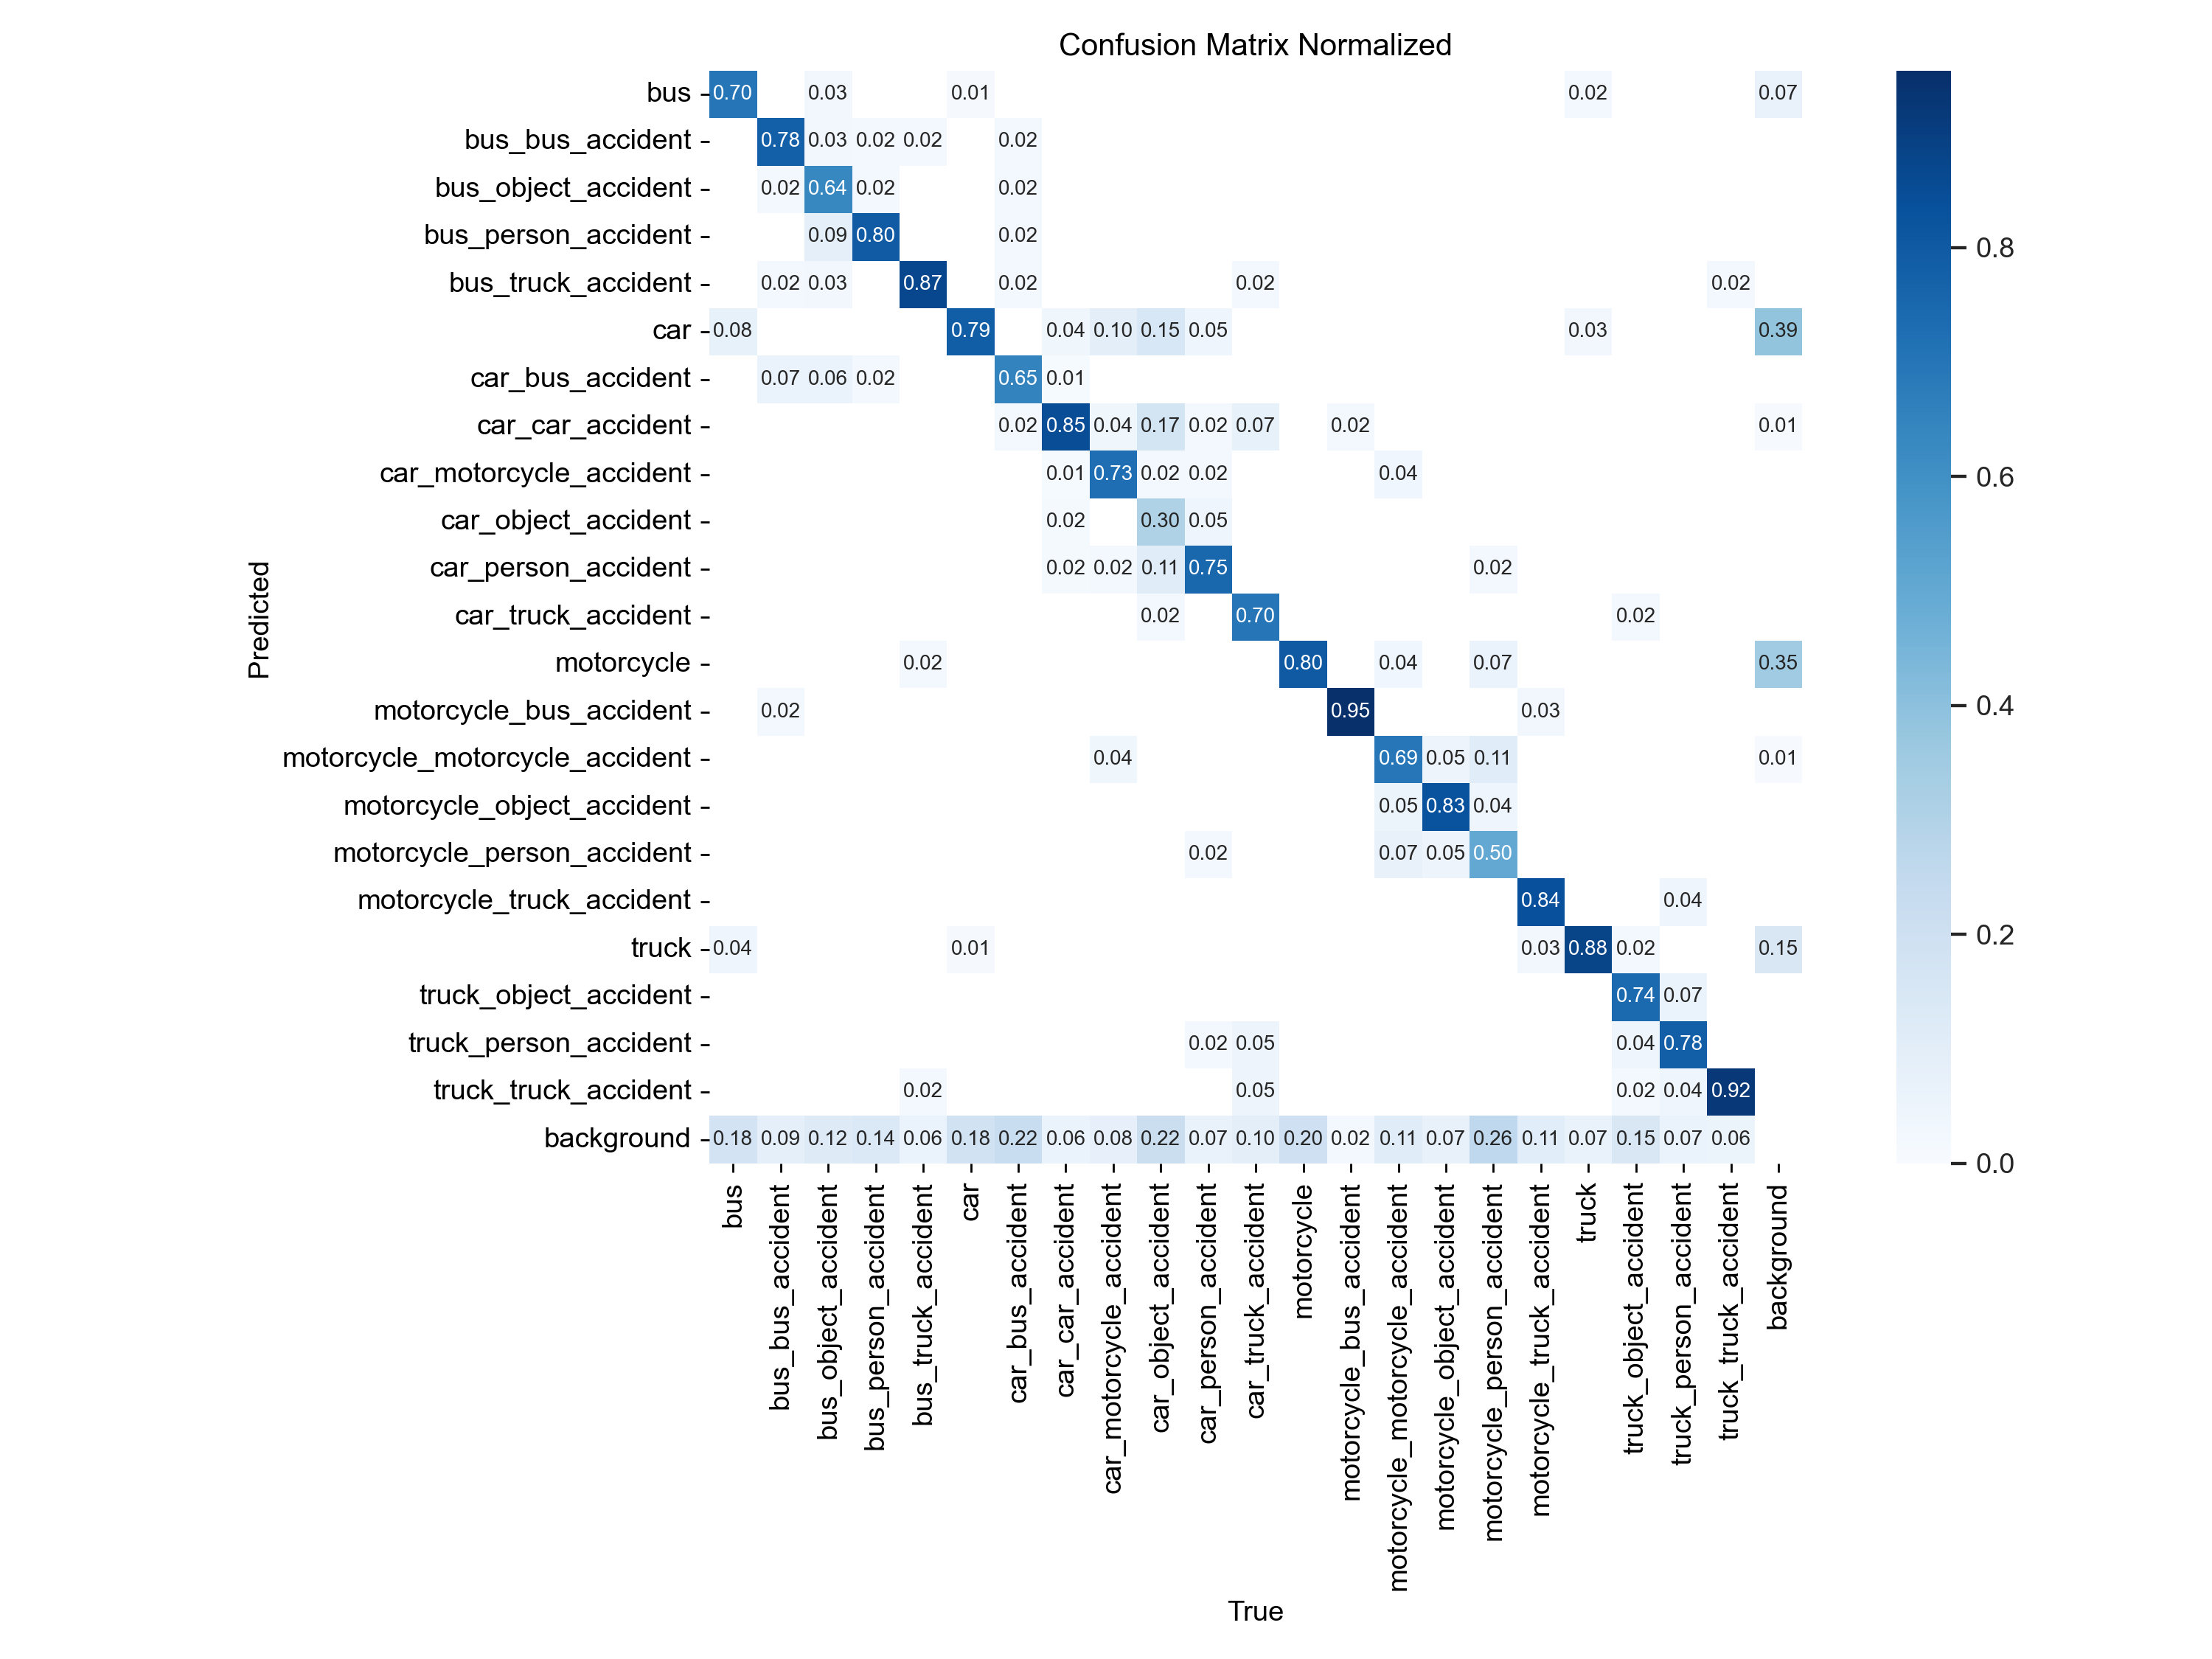 Confusion Matrix Normalized
bus 0.70 0.03 0.01 0.02 0.07
bus_bus_accident 0.78 0.03 0.02 0.02 0.02
bus_object_accident 0.02 0.64 0.02 0.02
bus_person_accident 0.09 0.80 0.02
bus_truck_accident 0.02 0.03 0.87 0.02 0.02 0.02
car 0.08 0.79 0.04 0.10 0.15 0.05 0.03 0.39
car_bus_accident 0.07 0.06 0.02 0.65 0.01
car_car_accident 0.02 0.85 0.04 0.17 0.02 0.07 0.02 0.01
car_motorcycle_accident 0.01 0.73 0.02 0.02 0.04
car_object_accident 0.02 0.30 0.05
car_person_accident 0.02 0.02 0.11 0.75 0.02
car_truck_accident 0.02 0.70 0.02
motorcycle 0.02 0.80 0.04 0.07 0.35
motorcycle_bus_accident 0.02 0.95 0.03
motorcycle_motorcycle_accident 0.04 0.69 0.05 0.11 0.01
motorcycle_object_accident 0.05 0.83 0.04
motorcycle_person_accident 0.02 0.07 0.05 0.50
motorcycle_truck_accident 0.84 0.04
truck 0.04 0.01 0.03 0.88 0.02 0.15
truck_object_accident 0.74 0.07
truck_person_accident 0.02 0.05 0.04 0.78
truck_truck_accident 0.02 0.05 0.02 0.04 0.92
background 0.18 0.09 0.12 0.14 0.06 0.18 0.22 0.06 0.08 0.22 0.07 0.10 0.20 0.02 0.11 0.07 0.26 0.11 0.07 0.15 0.07 0.06
Predicted
bus
bus_bus_accident
bus_object_accident
bus_person_accident
bus_truck_accident
car
car_bus_accident
car_car_accident
car_motorcycle_accident
car_object_accident
car_person_accident
car_truck_accident
motorcycle
motorcycle_bus_accident
motorcycle_motorcycle_accident
motorcycle_object_accident
motorcycle_person_accident
motorcycle_truck_accident
truck
truck_object_accident
truck_person_accident
truck_truck_accident
background
True
0.8
0.6
0.4
0.2
0.0